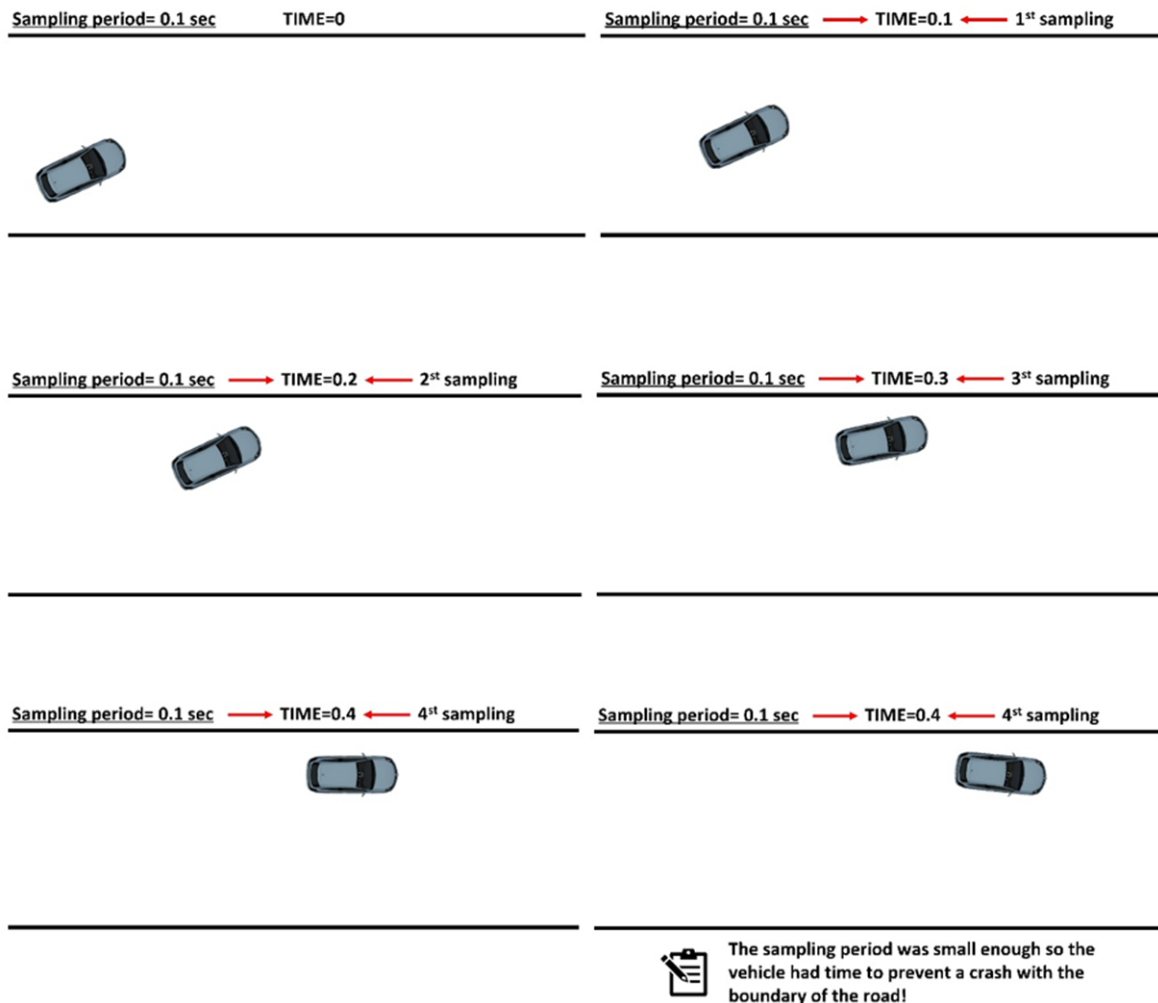 Sampling period= 0.1 sec TIME=0
Sampling period= 0.1 sec TIME=0.1 1st sampling
Sampling period= 0.1 sec TIME=0.2 2st sampling
Sampling period= 0.1 sec TIME=0.3 3st sampling
Sampling period= 0.1 sec TIME=0.4 4st sampling
Sampling period= 0.1 sec TIME=0.4 4st sampling
The sampling period was small enough so the
vehicle had time to prevent a crash with the
boundary of the road!